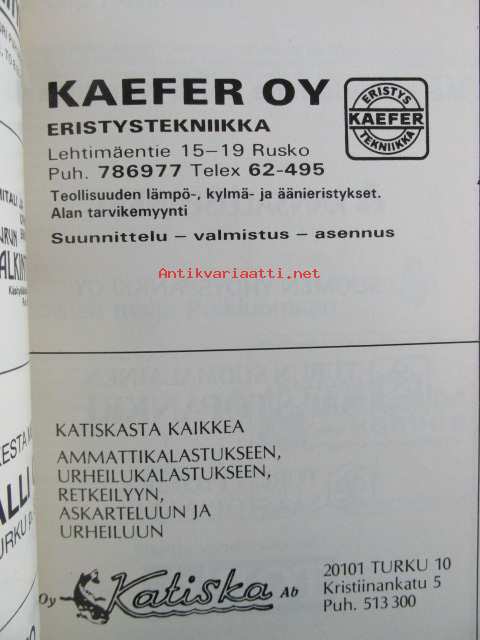 KAEFER OY
ERISTYSTEKNIIKKA
Lehtimäentie 15–19 Rusko
Puh. 786977 Telex 62-495
Teollisuuden lämpö-, kylmä- ja äänieristykset.
Alan tarvikemyynti
Suunnittelu – valmistus – asennus
ERISTYS
KAEFER
TEKNIIKKA
Antikvariaatti.net
KATISKASTA KAIKKEA
AMMATTIKALASTUKSEEN,
URHEILUKALASTUKSEEN,
RETKEILYYN,
ASKARTELUUN JA
URHEILUUN
Oy Katiska Ab
20101 TURKU 10
Kristiinankatu 5
Puh. 513 300